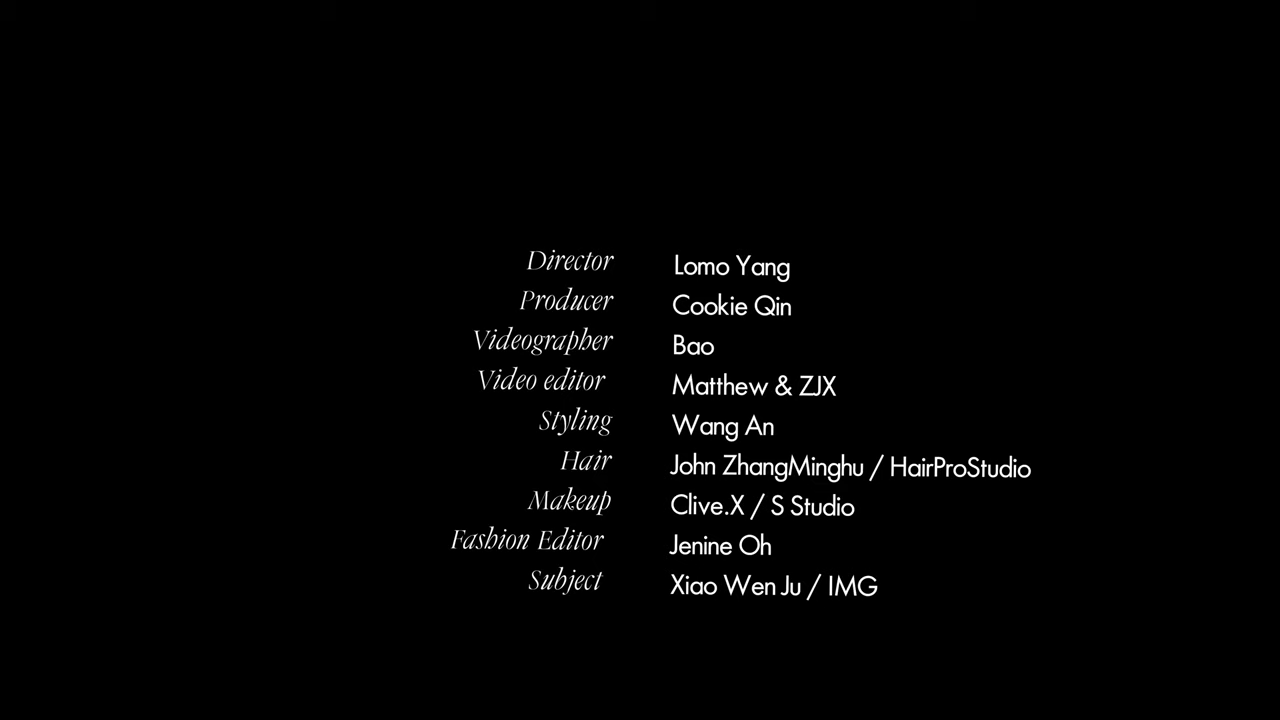 Director Lomo Yang
Producer Cookie Qin
Videographer Bao
Video editor Matthew & ZJX
Styling Wang An
Hair John ZhangMinghu / HairProStudio
Makeup Clive.X / S Studio
Fashion Editor Jenine Oh
Subject Xiao Wen Ju / IMG